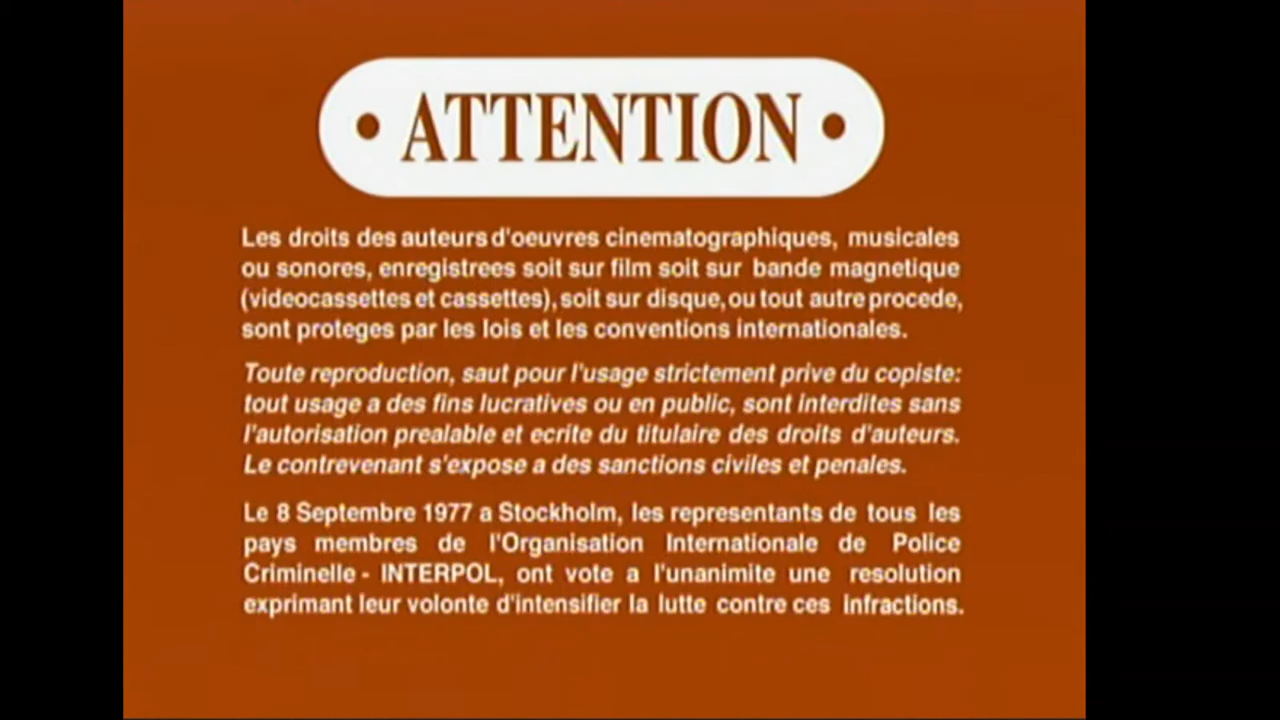 • ATTENTION •
Les droits des auteurs d'oeuvres cinematographiques, musicales
ou sonores, enregistrees soit sur film soit sur bande magnetique
(videocassettes et cassettes), soit sur disque, ou tout autre procede,
sont proteges par les lois et les conventions internationales.
Toute reproduction, saut pour l'usage strictement prive du copiste:
tout usage a des fins lucratives ou en public, sont interdites sans
l'autorisation prealable et ecrite du titulaire des droits d'auteurs.
Le contrevenant s'expose a des sanctions civiles et penales.
Le 8 Septembre 1977 a Stockholm, les representants de tous les
pays membres de l'Organisation Internationale de Police
Criminelle - INTERPOL, ont vote a l'unanimite une resolution
exprimant leur volonte d'intensifier la lutte contre ces infractions.